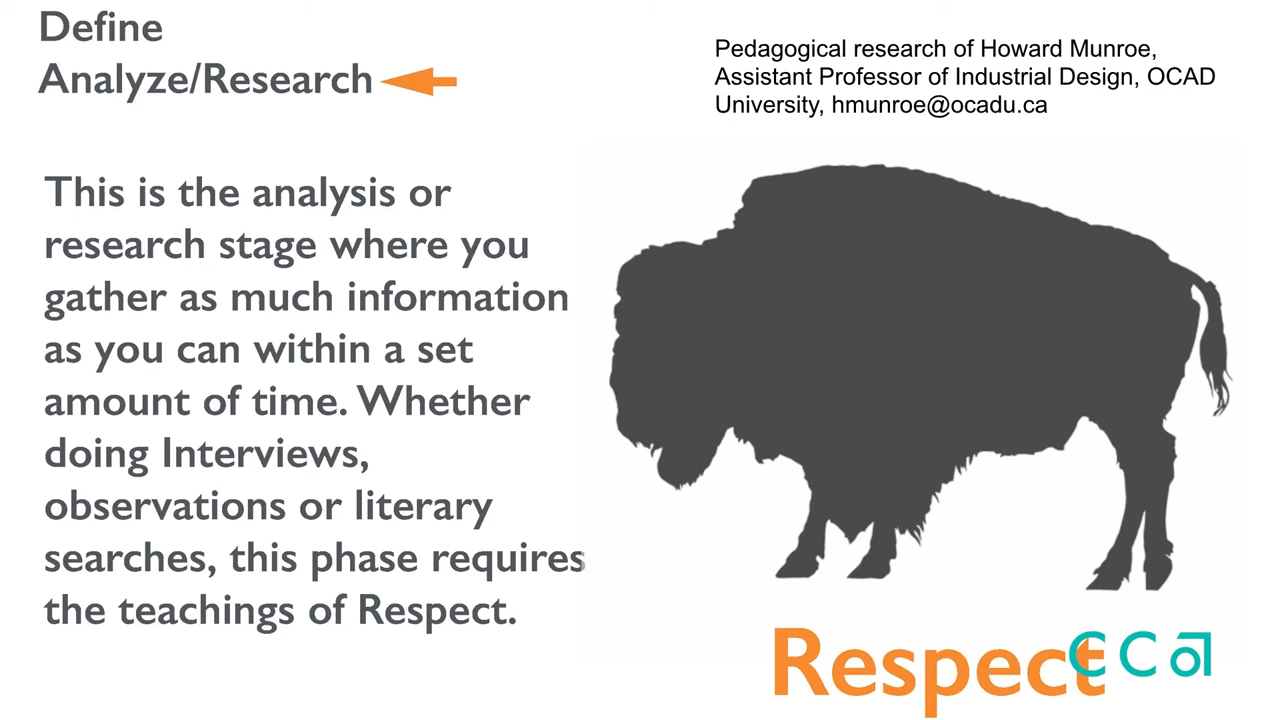 Define
Analyze/Research
Pedagogical research of Howard Munroe,
Assistant Professor of Industrial Design, OCAD
University, hmunroe@ocadu.ca
This is the analysis or
research stage where you
gather as much information
as you can within a set
amount of time. Whether
doing Interviews,
observations or literary
searches, this phase requires
the teachings of Respect.
Respect
CCa